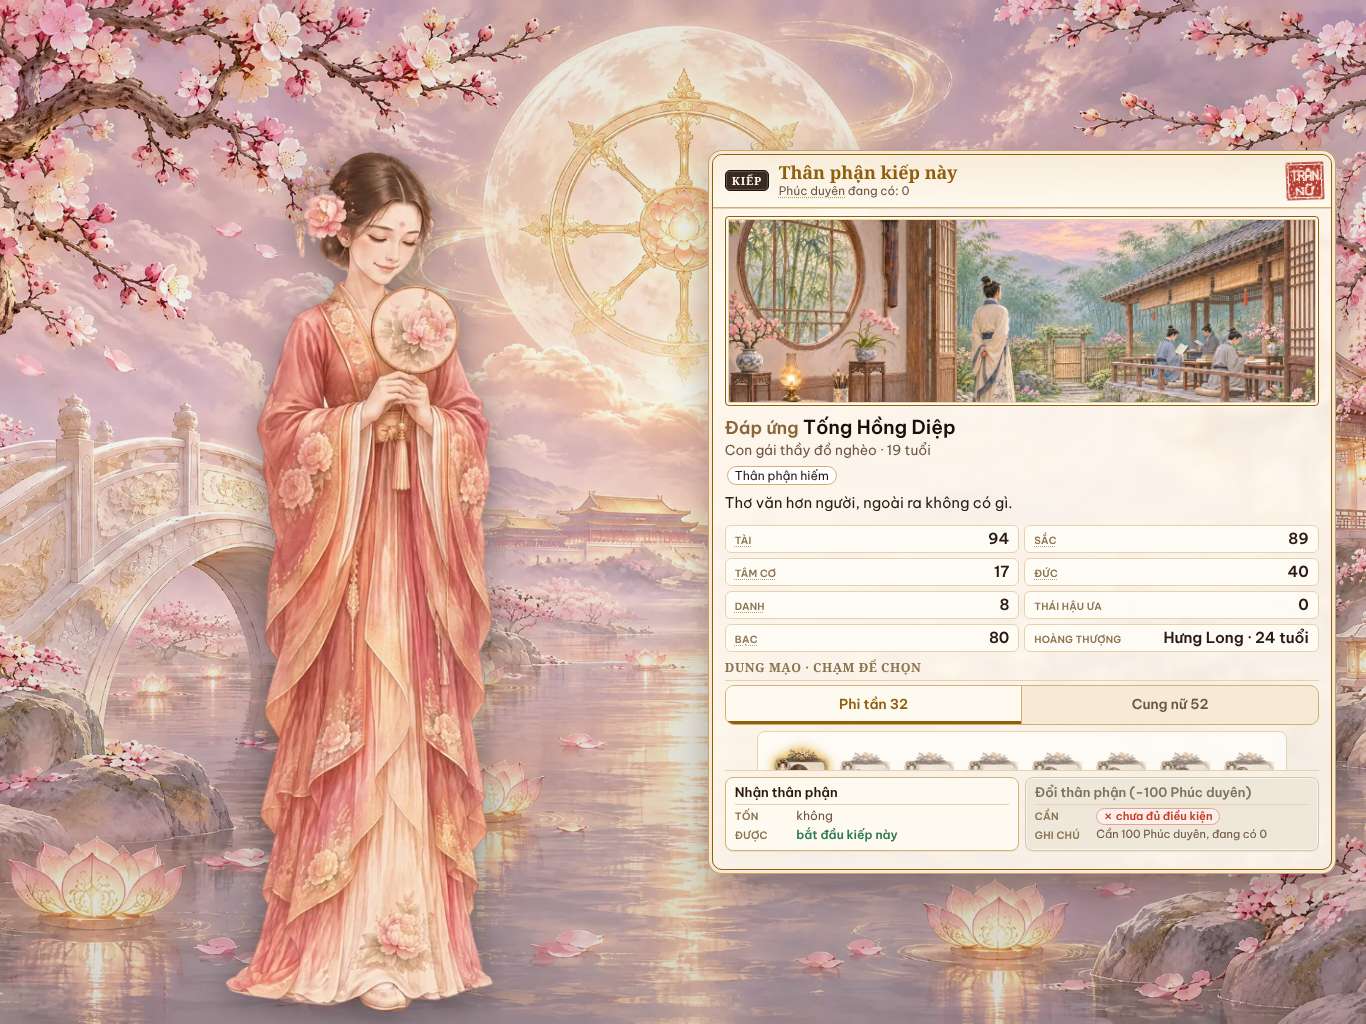 KIẾP
Thân phận kiếp này
Phúc duyên đang có: 0
TRÂN
NỮ
Đáp ứng Tống Hồng Diệp
Con gái thầy đồ nghèo · 19 tuổi
Thân phận hiếm
Thơ văn hơn người, ngoài ra không có gì.
TÀI 94
SẮC 89
TÂM CƠ 17
ĐỨC 40
DANH 8
THÁI HẬU ƯA 0
BẠC 80
HOÀNG THƯỢNG Hưng Long · 24 tuổi
DUNG MẠO · CHẠM ĐỂ CHỌN
Phi tần 32
Cung nữ 52
Nhận thân phận
TỐN không
ĐƯỢC bắt đầu kiếp này
Đổi thân phận (-100 Phúc duyên)
CẦN × chưa đủ điều kiện
GHI CHÚ Cần 100 Phúc duyên, đang có 0